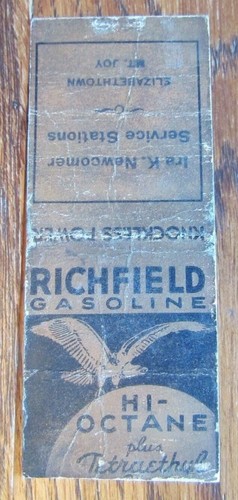 RICHFIELD
GASOLINE
HI-
OCTANE
plus
Tetraethyl
KNOCKLESS POWER
Ira K. Newcomer
Service Stations
ELIZABETHTOWN
MT. JOY